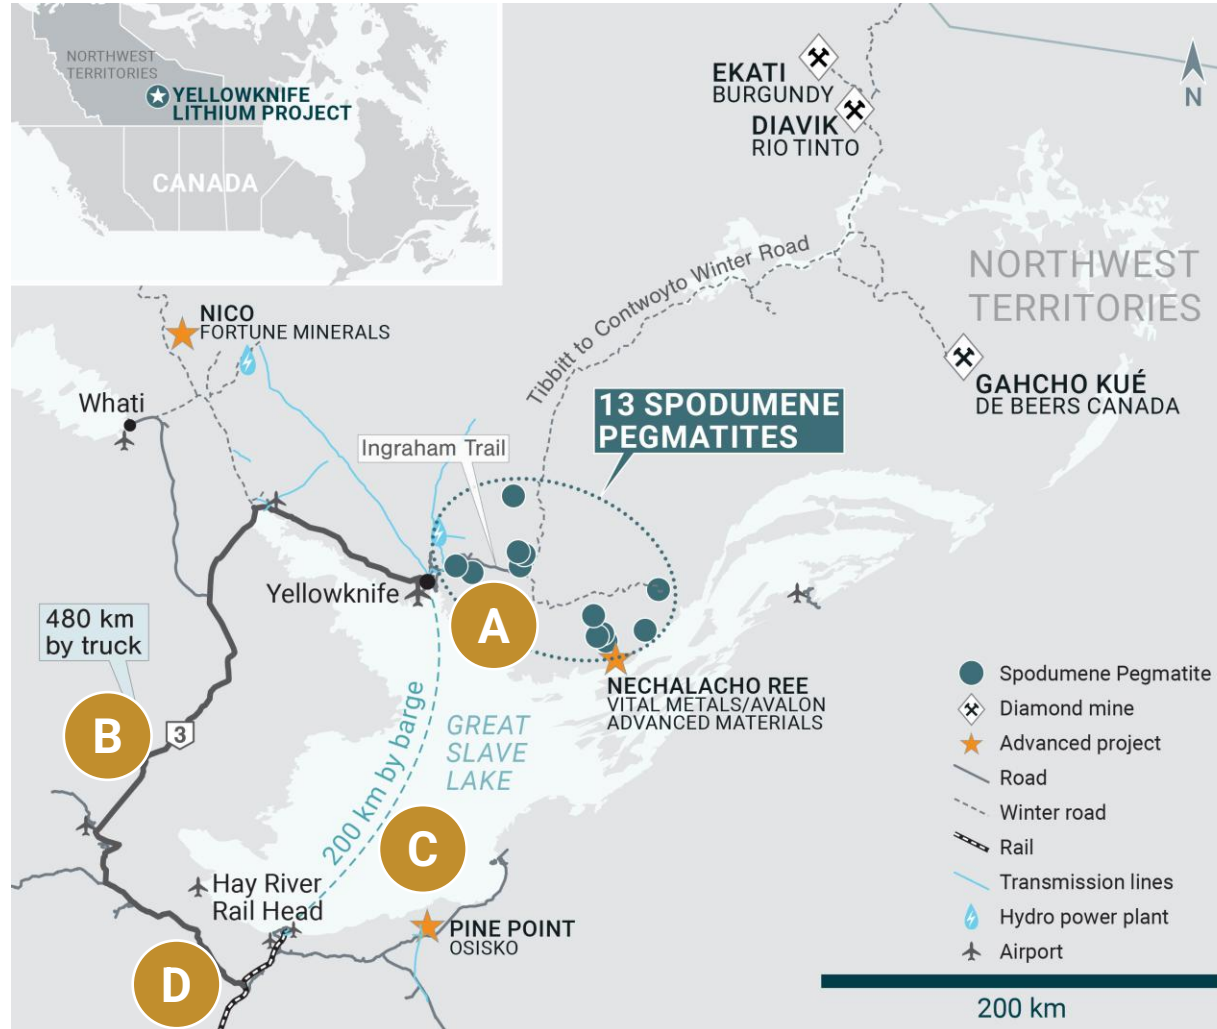 NORTHWEST
TERRITORIES
YELLOWKNIFE
LITHIUM PROJECT
CANADA
EKATI
BURGUNDY
DIAVIK
RIO TINTO
N
Tibbitt to Contwoyto Winter Road
NORTHWEST
TERRITORIES
NICO
FORTUNE MINERALS
GAHCHO KUÉ
DE BEERS CANADA
Whati
13 SPODUMENE
PEGMATITES
Ingraham Trail
Yellowknife
A
480 km
by truck
B
3
NECHALACHO REE
VITAL METALS/AVALON
ADVANCED MATERIALS
GREAT
SLAVE
LAKE
200 km by barge
C
Hay River
Rail Head
PINE POINT
OSISKO
D
Spodumene Pegmatite
Diamond mine
Advanced project
Road
Winter road
Rail
Transmission lines
Hydro power plant
Airport
200 km